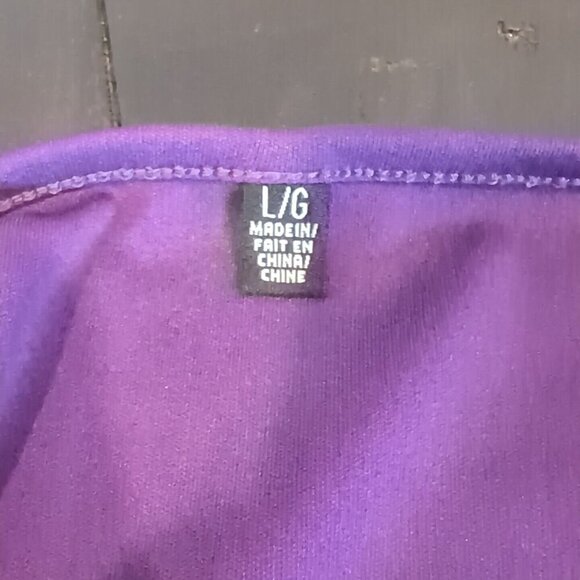 L/G
MADE IN/
FAIT EN
CHINA/
CHINE